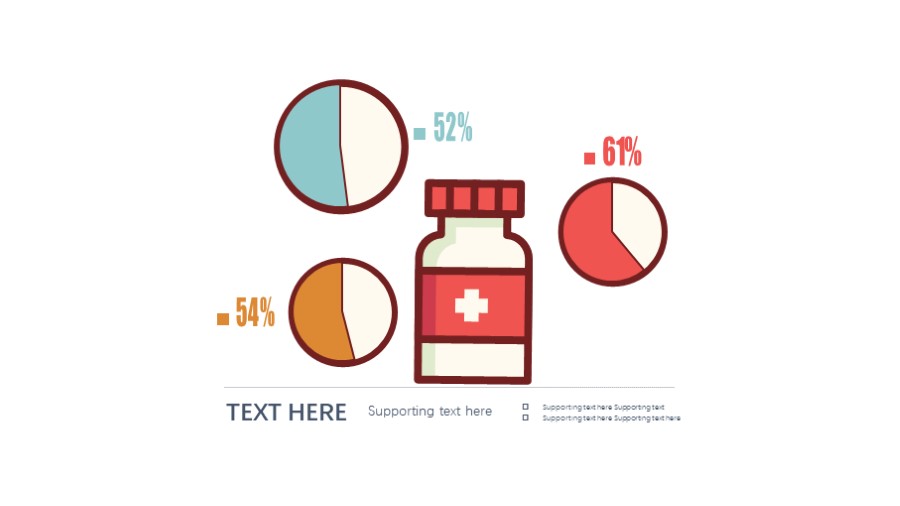 52%
61%
54%
TEXT HERE
Supporting text here
Supporting text here Supporting text
Supporting text here Supporting text here